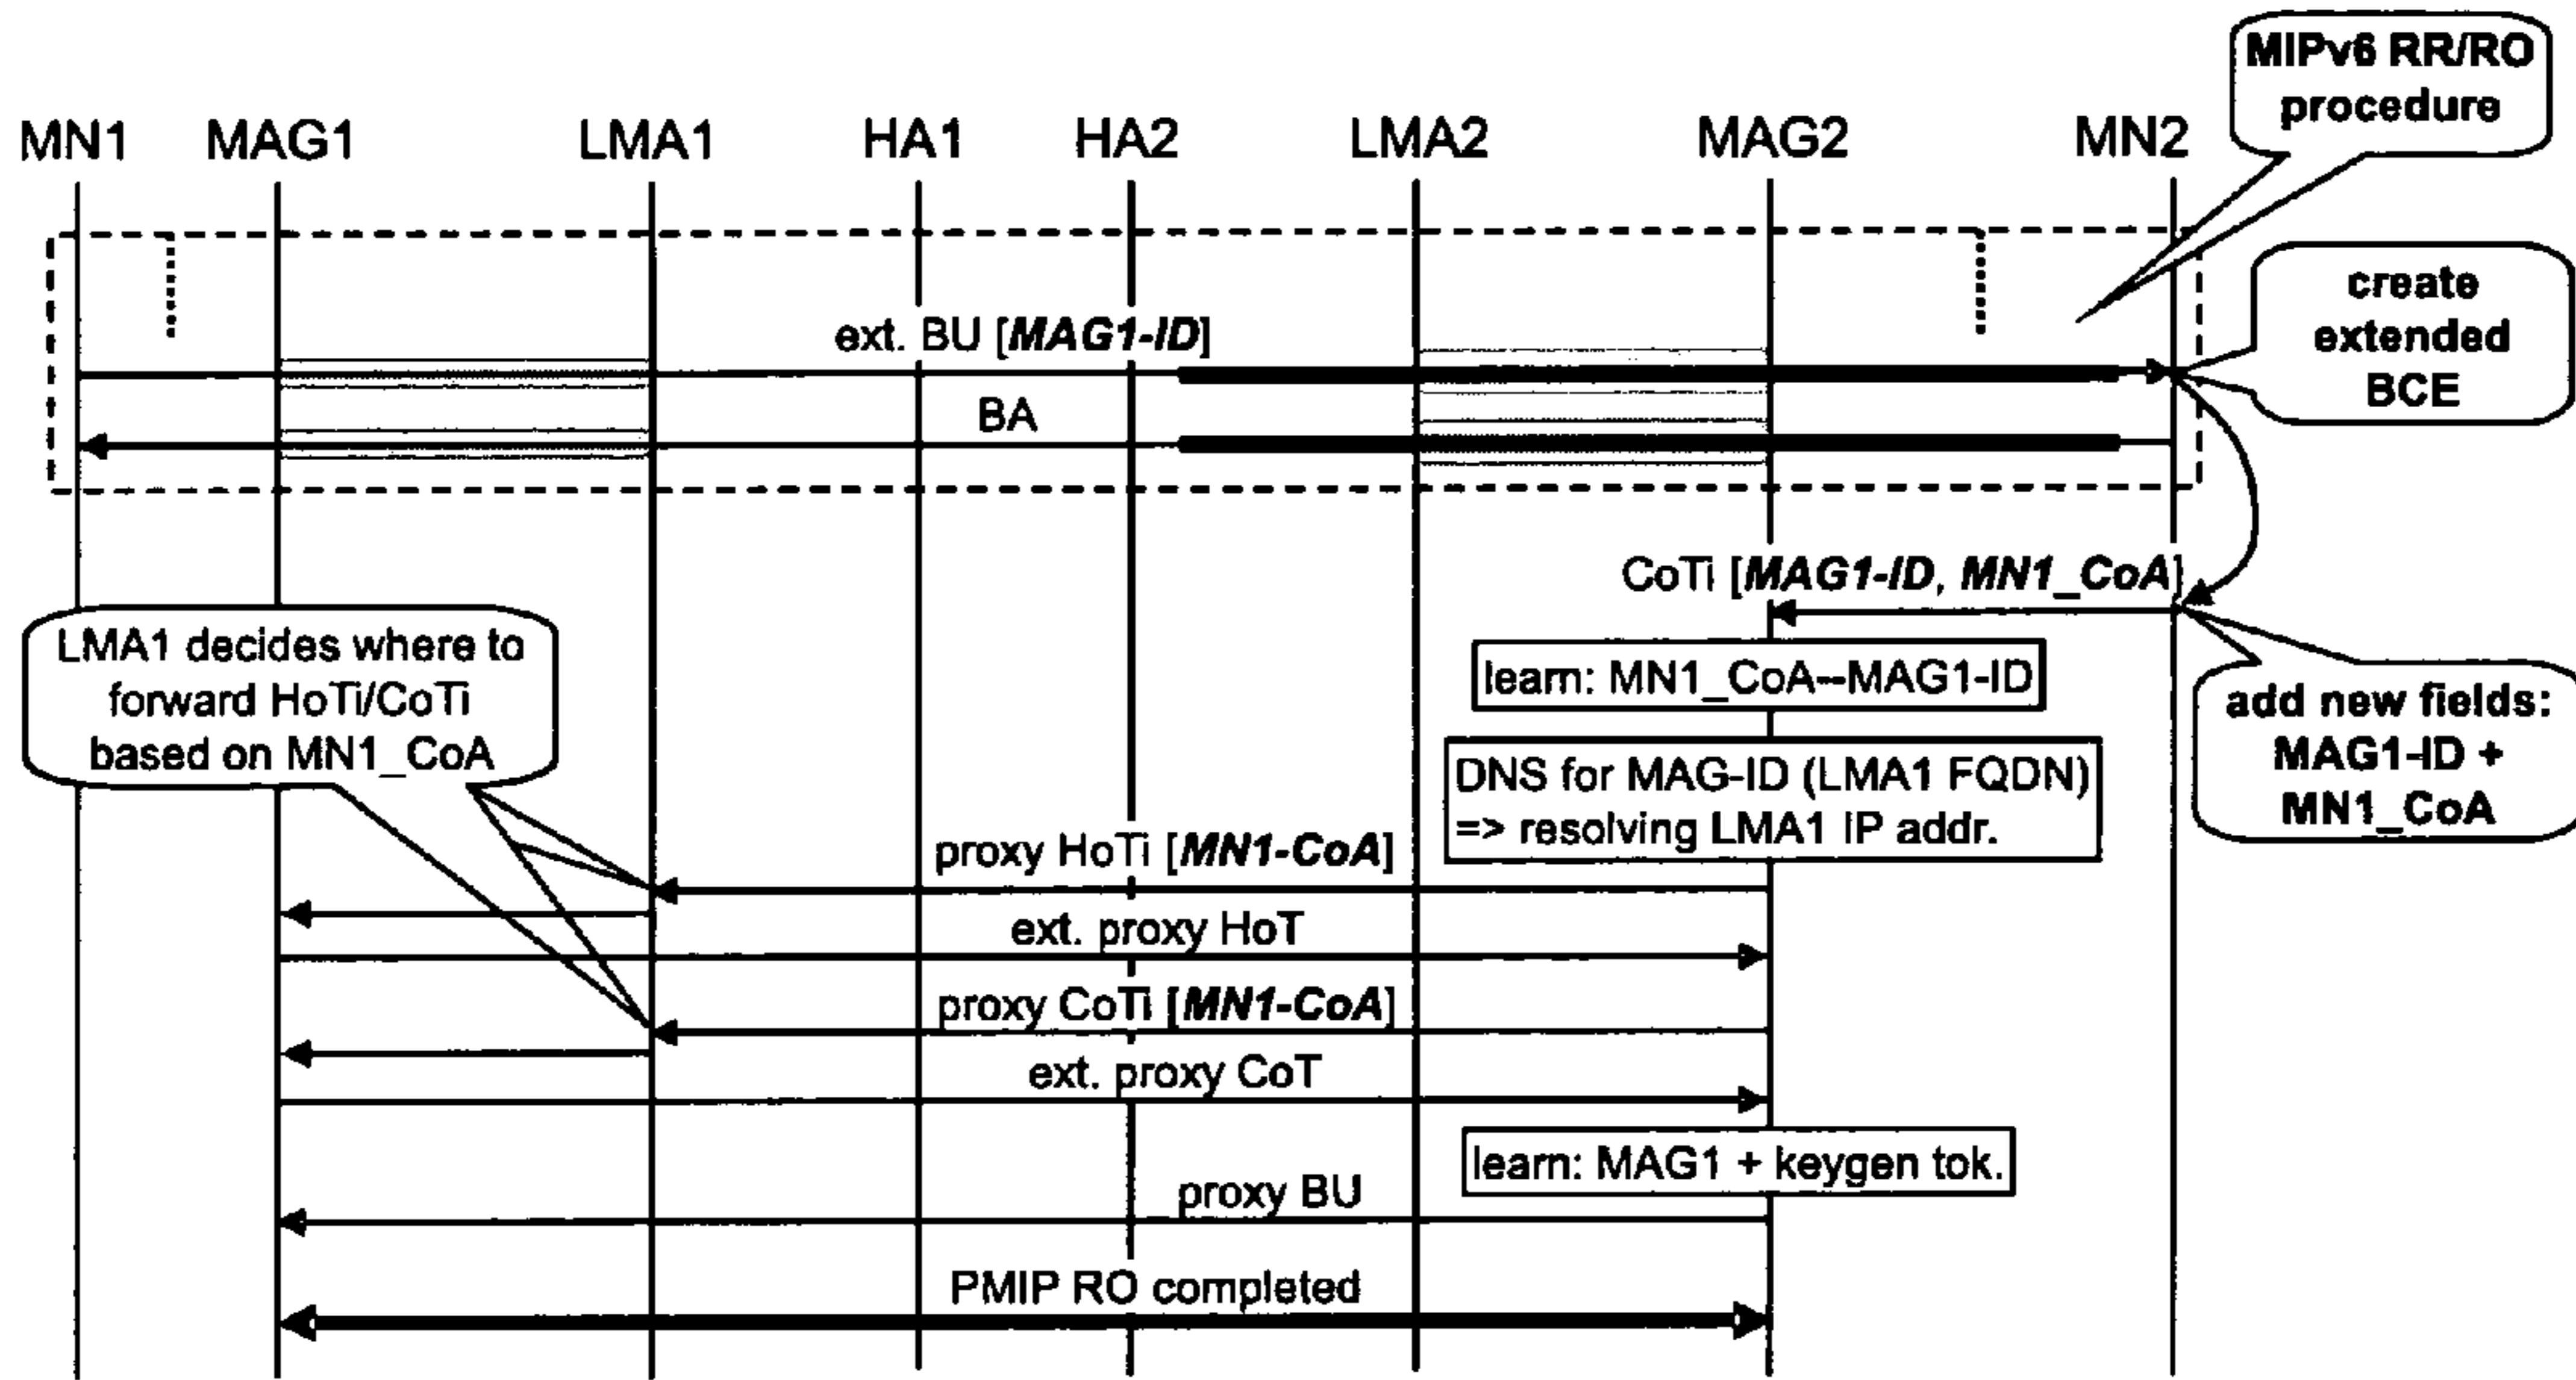 MIPv6 RR/RO
procedure
MN1 MAG1 LMA1 HA1 HA2 LMA2 MAG2 MN2
create
extended
BCE
ext. BU [MAG1-ID]
BA
CoTi [MAG1-ID, MN1_CoA]
LMA1 decides where to
forward HoTi/CoTi
based on MN1_CoA
learn: MN1_CoA--MAG1-ID
add new fields:
MAG1-ID +
MN1_CoA
DNS for MAG-ID (LMA1 FQDN)
=> resolving LMA1 IP addr.
proxy HoTi [MN1-CoA]
ext. proxy HoT
proxy CoTi [MN1-CoA]
ext. proxy CoT
learn: MAG1 + keygen tok.
proxy BU
PMIP RO completed